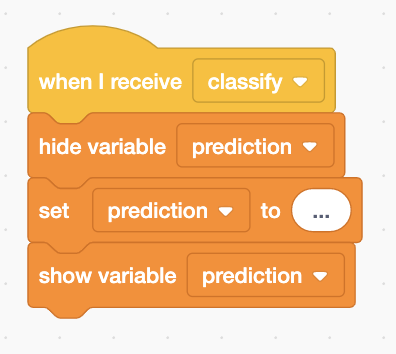 when I receive classify
hide variable prediction
set prediction to ...
show variable prediction